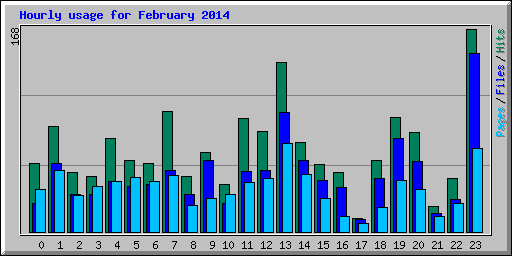 Hourly usage for February 2014
168
Pages/Files/Hits
0 1 2 3 4 5 6 7 8 9 10 11 12 13 14 15 16 17 18 19 20 21 22 23